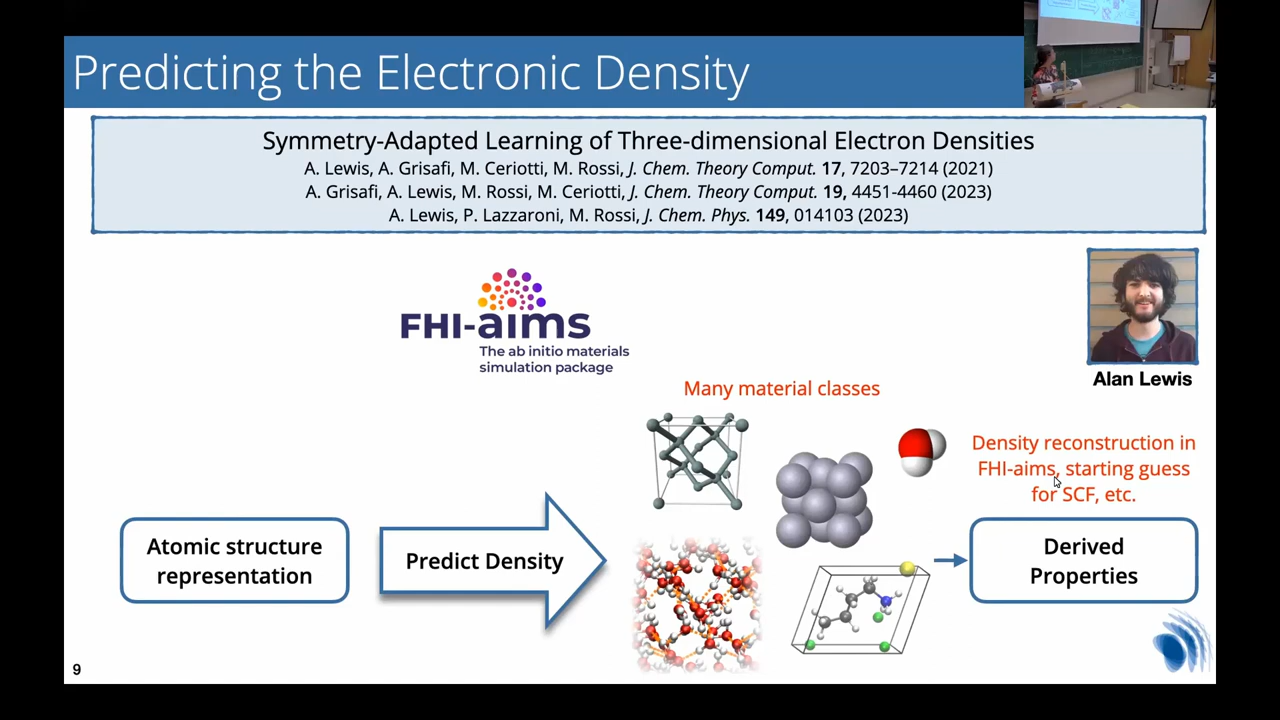 Predicting the Electronic Density
Symmetry-Adapted Learning of Three-dimensional Electron Densities
A. Lewis, A. Grisafi, M. Ceriotti, M. Rossi, J. Chem. Theory Comput. 17, 7203–7214 (2021)
A. Grisafi, A. Lewis, M. Rossi, M. Ceriotti, J. Chem. Theory Comput. 19, 4451-4460 (2023)
A. Lewis, P. Lazzaroni, M. Rossi, J. Chem. Phys. 149, 014103 (2023)
FHI-aims
The ab initio materials
simulation package
Alan Lewis
Many material classes
Density reconstruction in
FHI-aims, starting guess
for SCF, etc.
Atomic structure
representation
Predict Density
Derived
Properties
9